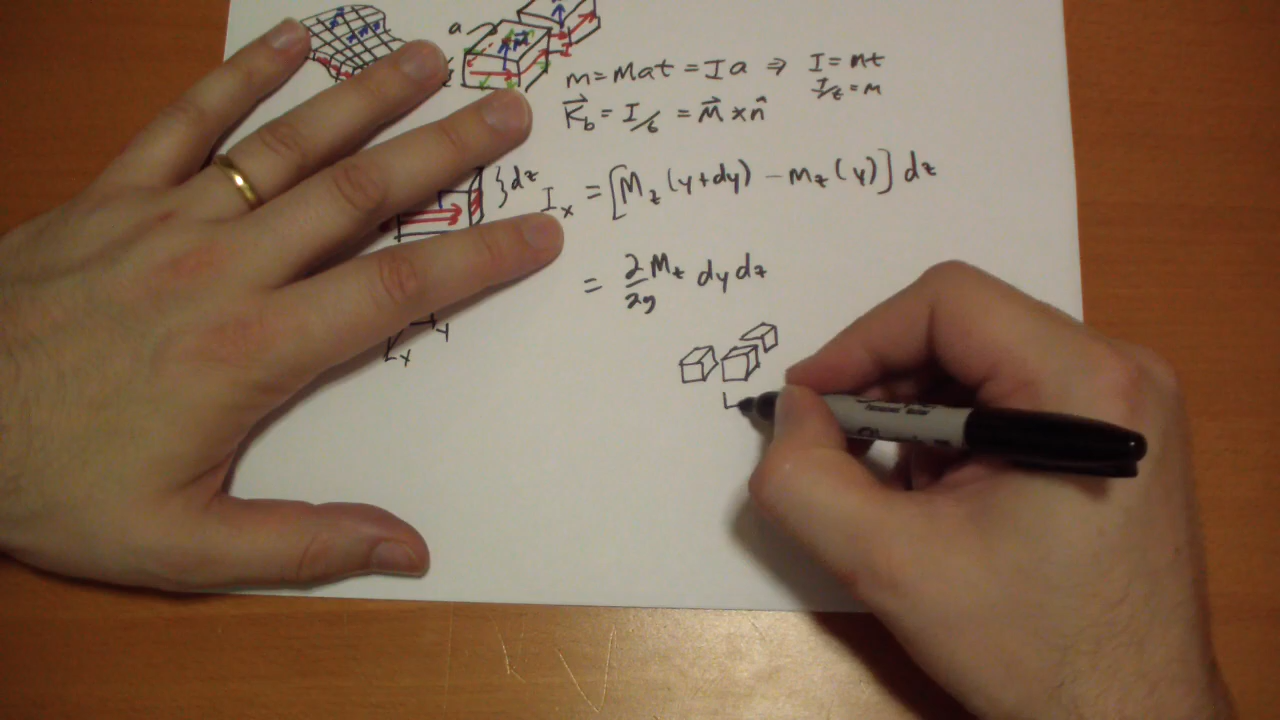 a
M
I
m = Mat = Ia ⇒ I = mt
I/t = M
K⃗b = I/t = M⃗ × n̂
} dz
Ix = [Mz (y+dy) - Mz (y)] dz
= ∂Mz/∂y dy dz
y
x